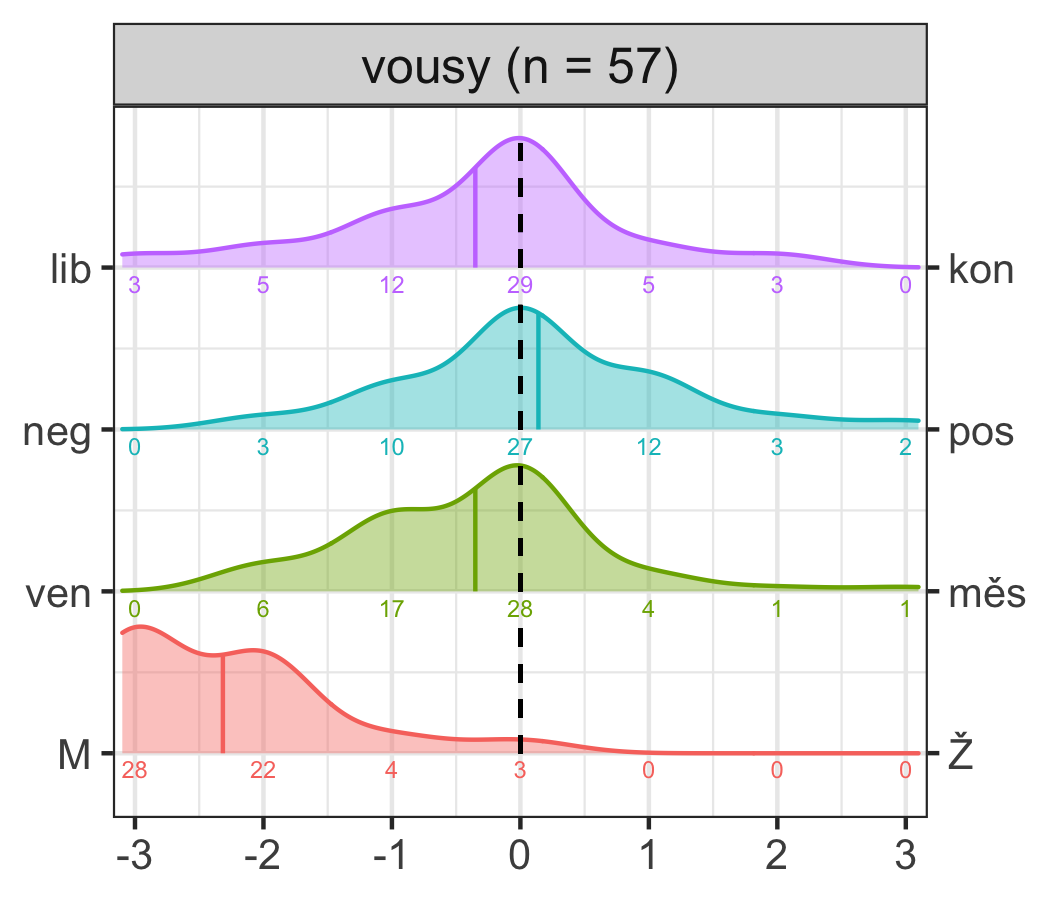 vousy (n = 57)
lib kon
3 5 12 29 5 3 0
neg pos
0 3 10 27 12 3 2
ven měs
0 6 17 28 4 1 1
M Ž
28 22 4 3 0 0 0
-3 -2 -1 0 1 2 3